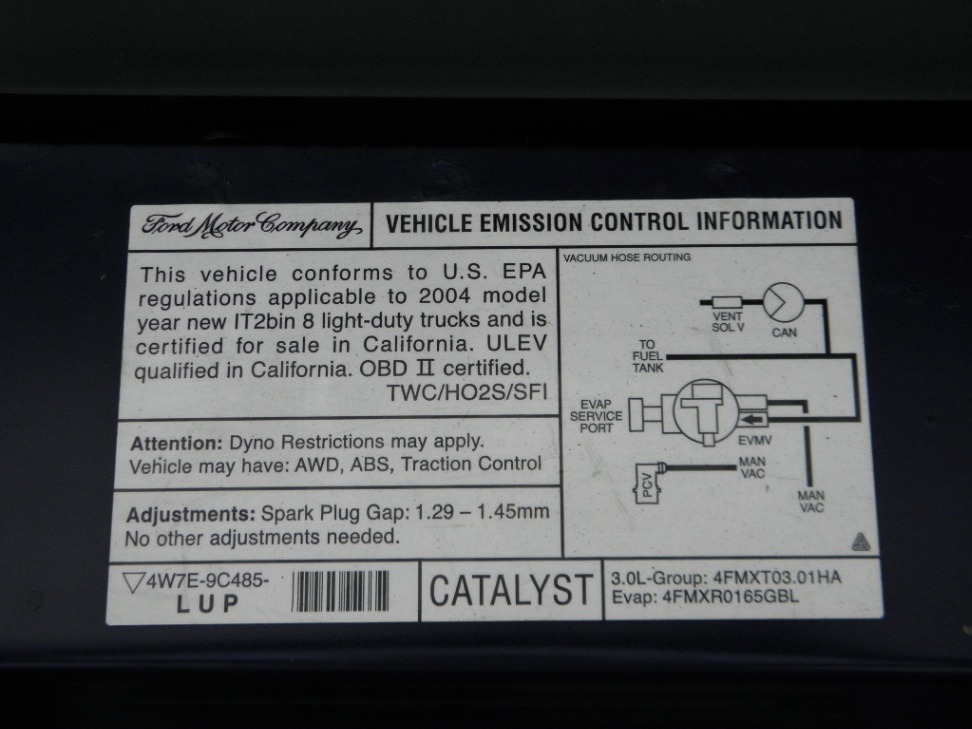 Ford Motor Company
VEHICLE EMISSION CONTROL INFORMATION
This vehicle conforms to U.S. EPA
regulations applicable to 2004 model
year new lT2bin 8 light-duty trucks and is
certified for sale in California. ULEV
qualified in California. OBD II certified.
TWC/HO2S/SFI
Attention: Dyno Restrictions may apply.
Vehicle may have: AWD, ABS, Traction Control
Adjustments: Spark Plug Gap: 1.29 – 1.45mm
No other adjustments needed.
VACUUM HOSE ROUTING
VENT
SOL V
CAN
TO
FUEL
TANK
EVAP
SERVICE
PORT
EVMV
PCV
MAN
VAC
MAN
VAC
4W7E-9C485-
LUP
CATALYST
3.0L-Group: 4FMXT03.01HA
Evap: 4FMXR0165GBL